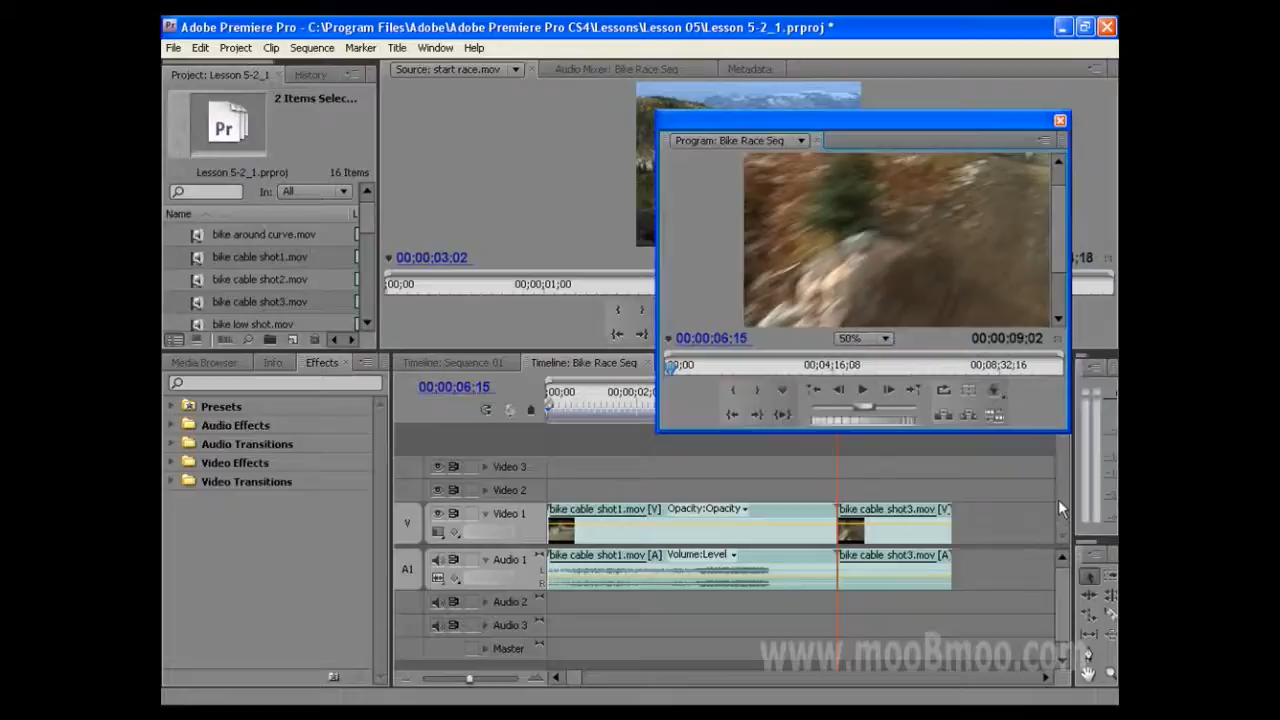 Adobe Premiere Pro - C:\Program Files\Adobe\Adobe Premiere Pro CS4\Lessons\Lesson 05\Lesson 5-2_1.prproj *
File Edit Project Clip Sequence Marker Title Window Help
Project: Lesson 5-2_1
History
Source: start race.mov
Audio Mixer: Bike Race Seq
Metadata
2 Items Selec...
Pr
Lesson 5-2_1.prproj
16 Items
In: All
Name
L
bike around curve.mov
bike cable shot1.mov
bike cable shot2.mov
bike cable shot3.mov
bike low shot.mov
00;00;03;02
;00;00
00;00;01;00
4;18
Program: Bike Race Seq
00;00;06;15
50%
00;00;09;02
00;00
00;04;16;08
00;08;32;16
Media Browser
Info
Effects
Presets
Audio Effects
Audio Transitions
Video Effects
Video Transitions
Timeline: Sequence 01
Timeline: Bike Race Seq
00;00;06;15
;00;00
00;00;02;0
Video 3
Video 2
V
Video 1
bike cable shot1.mov [V] Opacity:Opacity
bike cable shot3.mov [V]
A1
Audio 1
L
R
bike cable shot1.mov [A] Volume:Level
bike cable shot3.mov [A
Audio 2
Audio 3
Master
www.mooBmoo.com